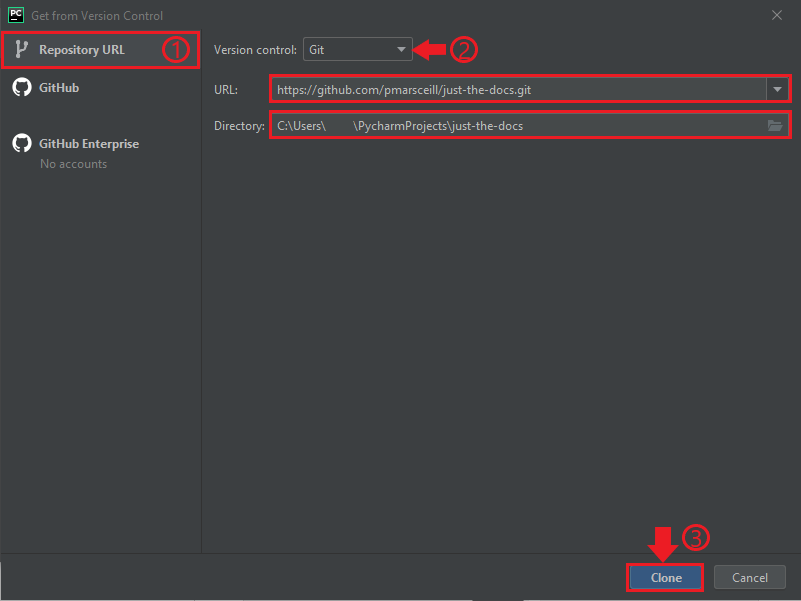 PC Get from Version Control
Repository URL ①
GitHub
GitHub Enterprise
No accounts
Version control: Git ②
URL: https://github.com/pmarsceill/just-the-docs.git
Directory: C:\Users\ \PycharmProjects\just-the-docs
③
Clone Cancel